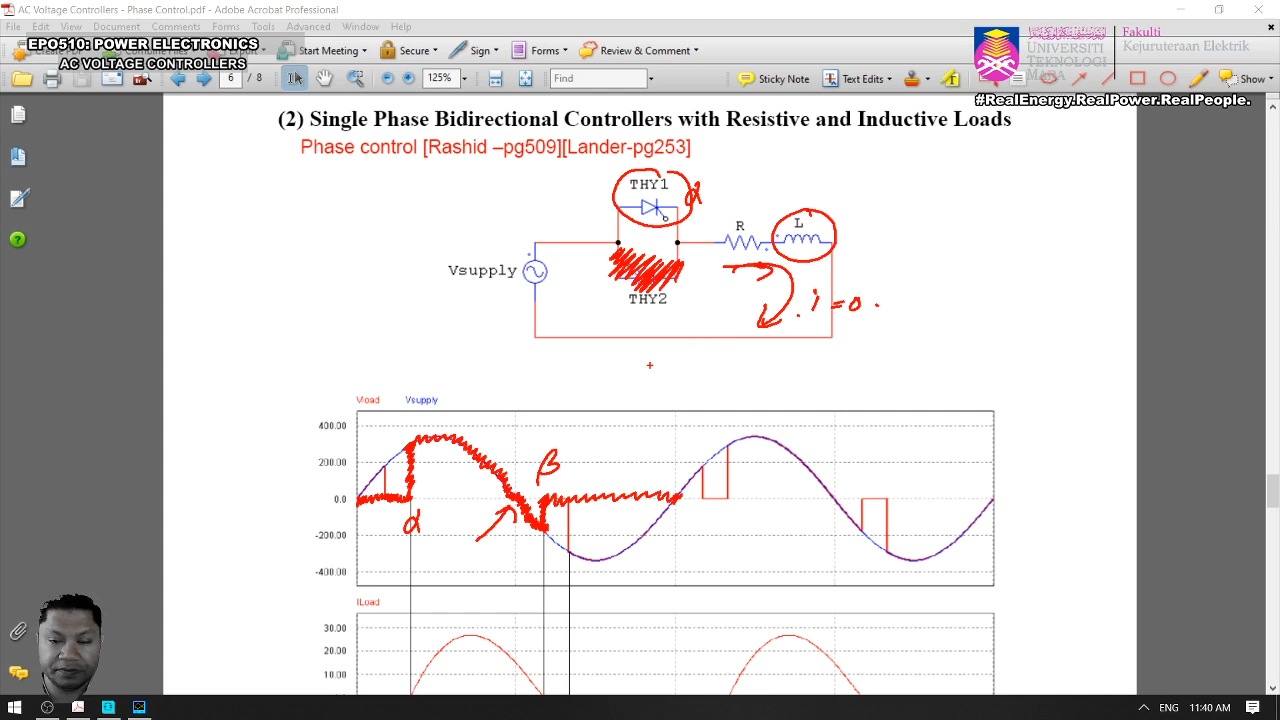 AC Voltage Controllers - Phase Control.pdf - Adobe Acrobat Professional
File Edit View Document Comments Forms Tools Advanced Window Help
EPO510: POWER ELECTRONICS
AC VOLTAGE CONTROLLERS
Start Meeting Secure Sign Forms Review & Comment
6 / 8 125% Find Sticky Note Text Edits Show
Fakulti
Kejuruteraan Elektrik
UNIVERSITI
TEKNOLOGI
MARA
#RealEnergy.RealPower.RealPeople.
(2) Single Phase Bidirectional Controllers with Resistive and Inductive Loads
Phase control [Rashid –pg509][Lander-pg253]
THY1
α
R L
Vsupply
THY2
i = 0
Vload Vsupply
400.00
200.00
0.0
-200.00
-400.00
β
α
ILoad
30.00
20.00
10.00
ENG 11:40 AM